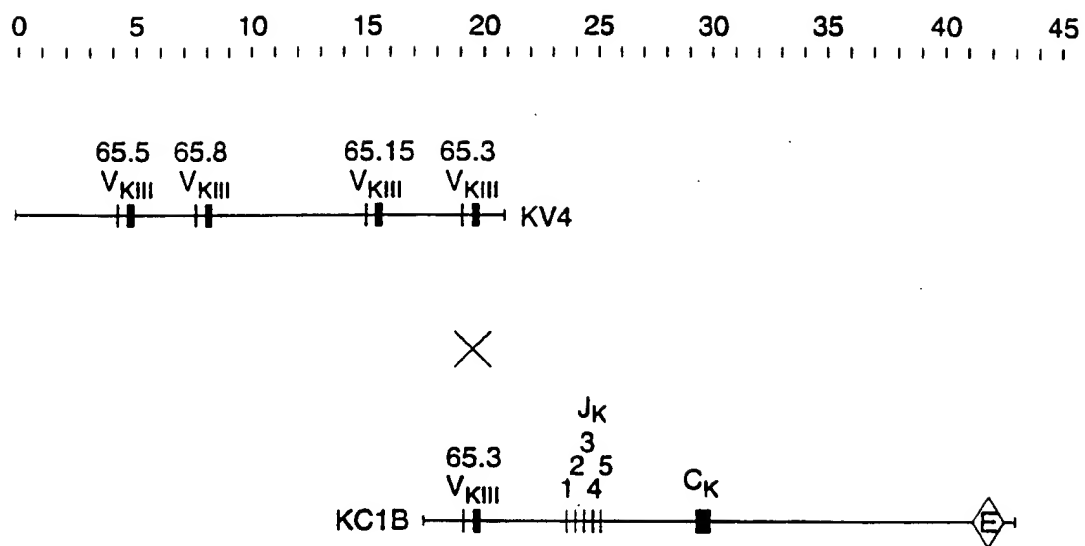 0 5 10 15 20 25 30 35 40 45
65.5 65.8 65.15 65.3
VKIII VKIII VKIII VKIII
KV4
JK
3
65.3 2 5
VKIII 1 4 CK
KC1B E